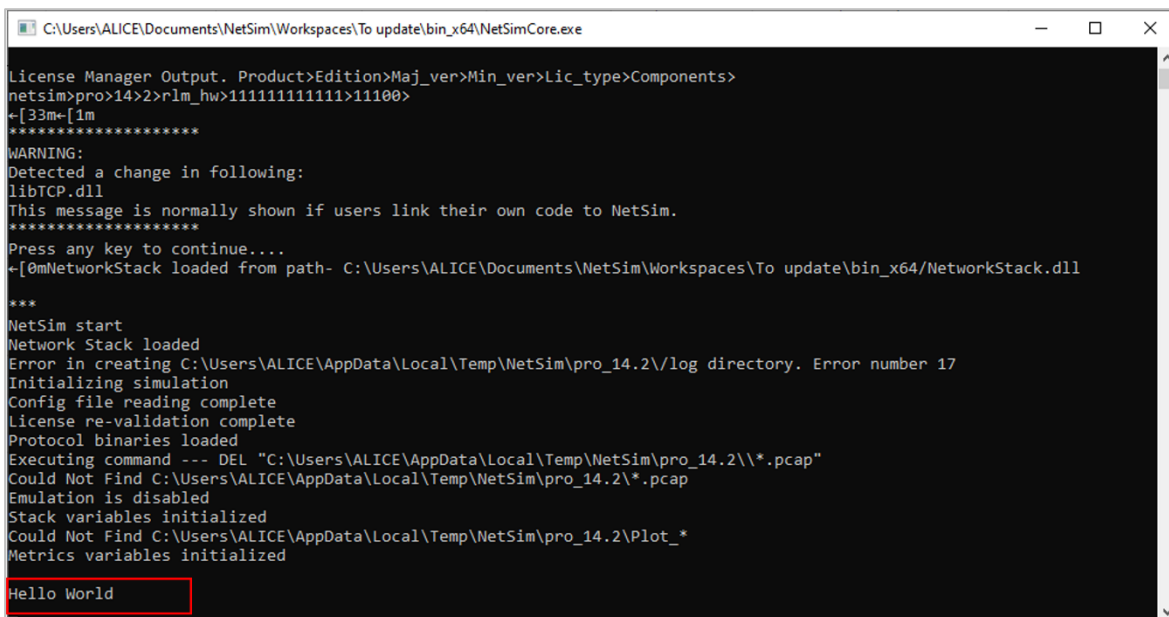 C:\Users\ALICE\Documents\NetSim\Workspaces\To update\bin_x64\NetSimCore.exe
License Manager Output. Product>Edition>Maj_ver>Min_ver>Lic_type>Components>
netsim>pro>14>2>rlm_hw>111111111111>11100>
←[33m←[1m
********************
WARNING:
Detected a change in following:
libTCP.dll
This message is normally shown if users link their own code to NetSim.
********************
Press any key to continue....
←[0mNetworkStack loaded from path- C:\Users\ALICE\Documents\NetSim\Workspaces\To update\bin_x64/NetworkStack.dll
***
NetSim start
Network Stack loaded
Error in creating C:\Users\ALICE\AppData\Local\Temp\NetSim\pro_14.2\/log directory. Error number 17
Initializing simulation
Config file reading complete
License re-validation complete
Protocol binaries loaded
Executing command --- DEL "C:\Users\ALICE\AppData\Local\Temp\NetSim\pro_14.2\\*.pcap"
Could Not Find C:\Users\ALICE\AppData\Local\Temp\NetSim\pro_14.2\*.pcap
Emulation is disabled
Stack variables initialized
Could Not Find C:\Users\ALICE\AppData\Local\Temp\NetSim\pro_14.2\Plot_*
Metrics variables initialized
Hello World